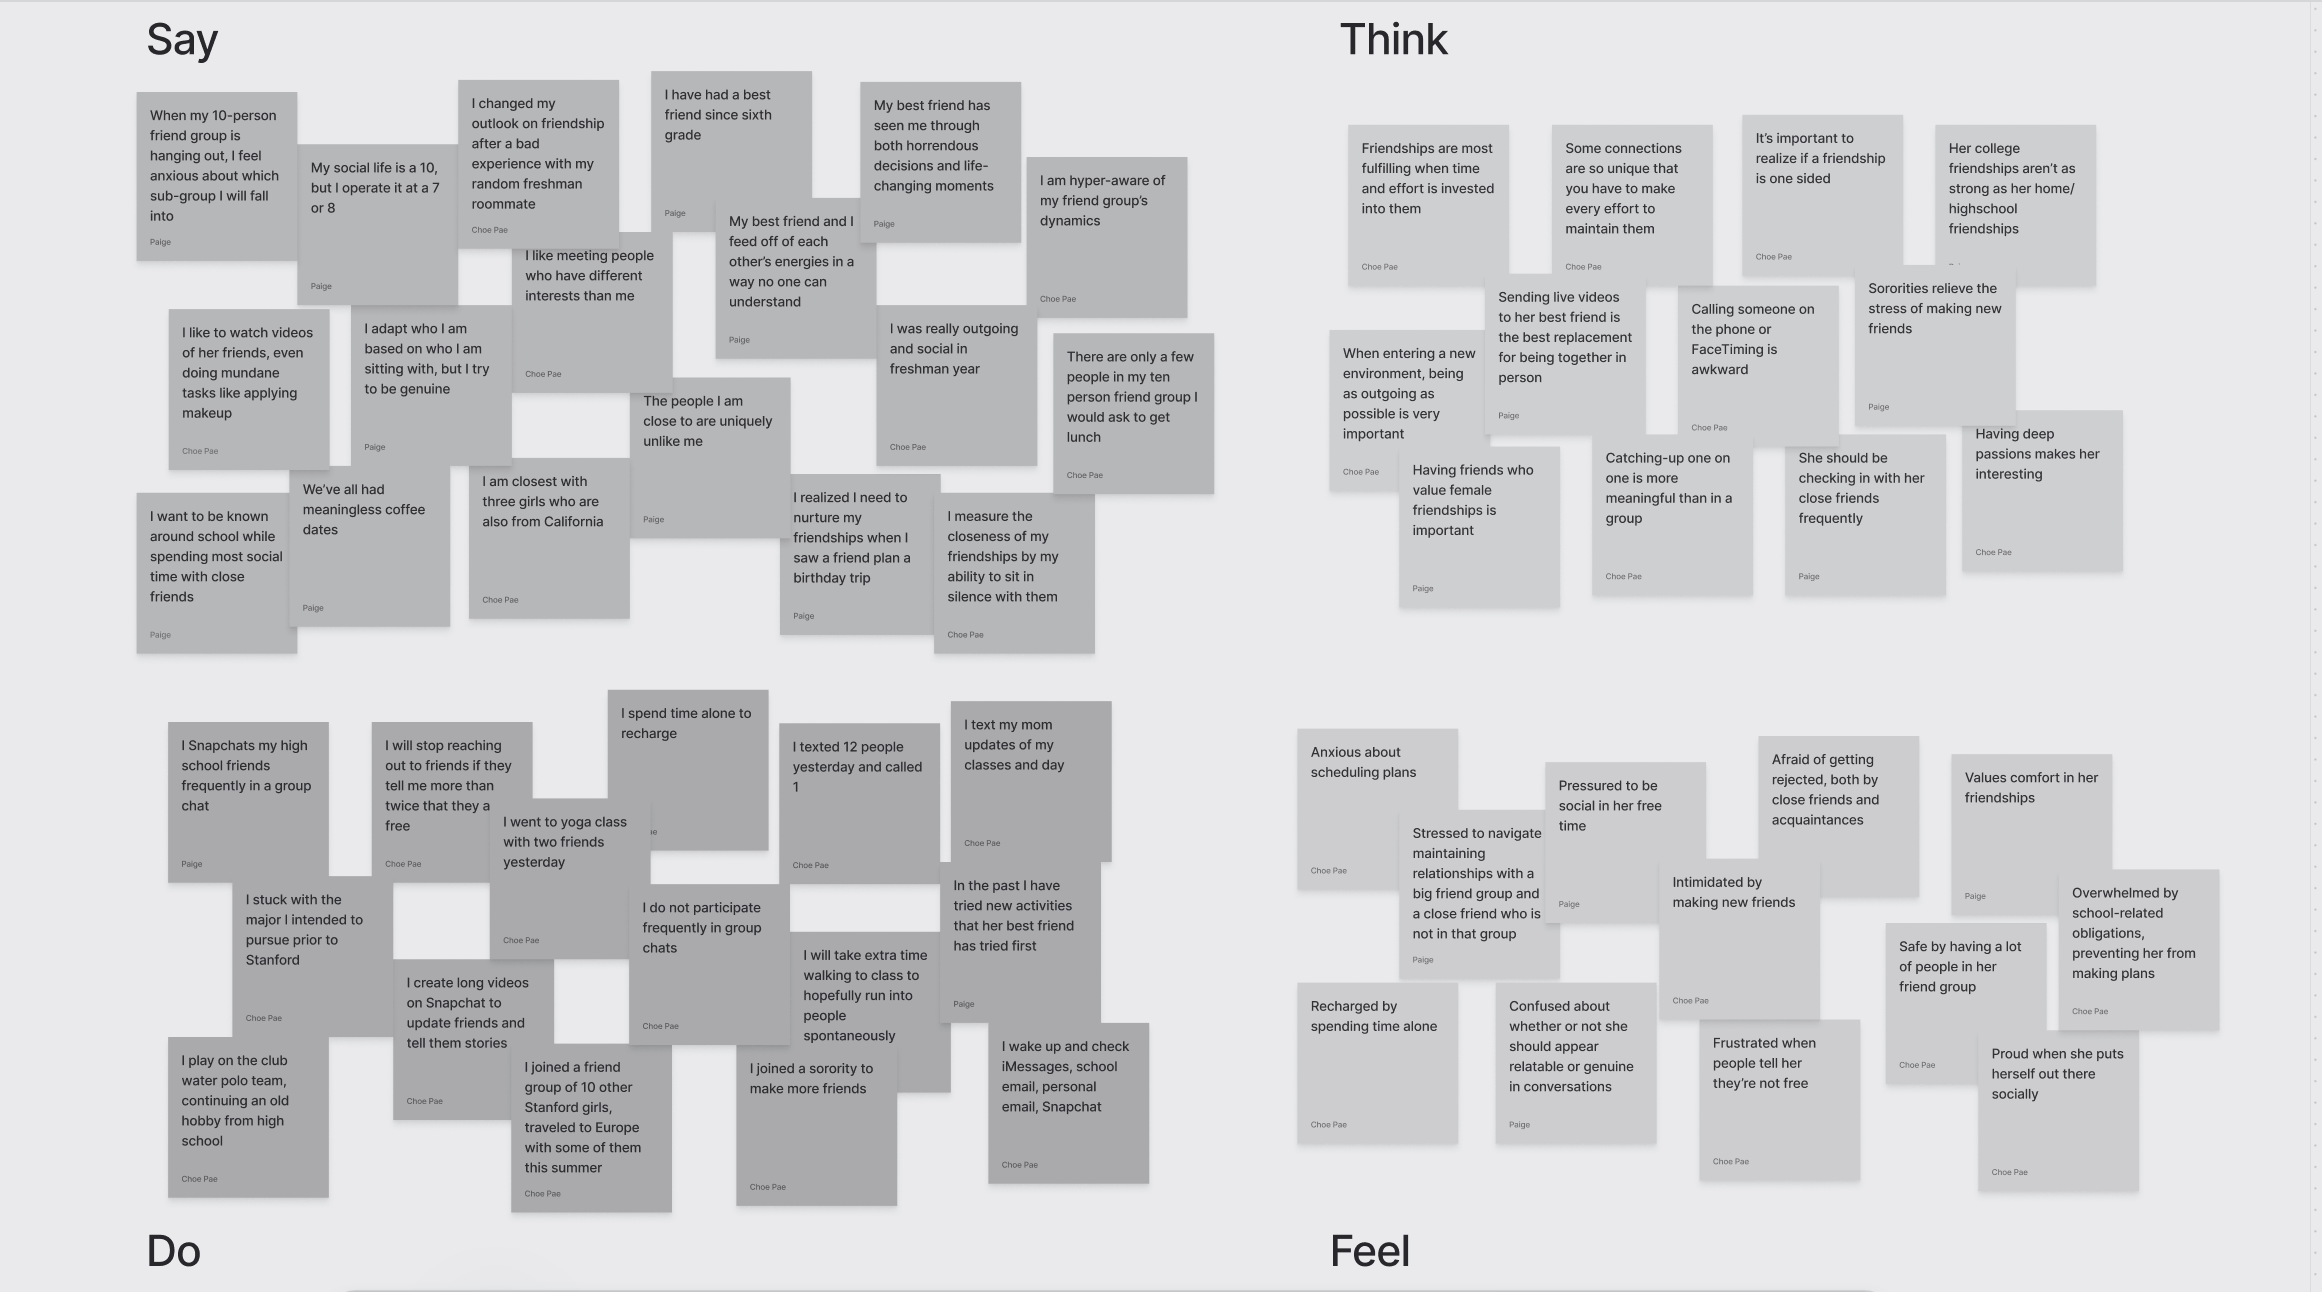 Say
When my 10-person
friend group is
hanging out, I feel
anxious about which
sub-group I will fall
into
Paige
My social life is a 10,
but I operate it at a 7
or 8
Paige
I changed my
outlook on friendship
after a bad
experience with my
random freshman
roommate
Choe Pae
I have had a best
friend since sixth
grade
Paige
My best friend has
seen me through
both horrendous
decisions and life-
changing moments
Paige
I am hyper-aware of
my friend group's
dynamics
Choe Pae
I like meeting people
who have different
interests than me
Choe Pae
My best friend and I
feed off of each
other's energies in a
way no one can
understand
Paige
I like to watch videos
of her friends, even
doing mundane
tasks like applying
makeup
Choe Pae
I adapt who I am
based on who I am
sitting with, but I try
to be genuine
Paige
I was really outgoing
and social in
freshman year
Choe Pae
There are only a few
people in my ten
person friend group I
would ask to get
lunch
Choe Pae
The people I am
close to are uniquely
unlike me
Paige
I want to be known
around school while
spending most social
time with close
friends
Paige
We've all had
meaningless coffee
dates
Paige
I am closest with
three girls who are
also from California
Choe Pae
I realized I need to
nurture my
friendships when I
saw a friend plan a
birthday trip
Paige
I measure the
closeness of my
friendships by my
ability to sit in
silence with them
Choe Pae
Think
Friendships are most
fulfilling when time
and effort is invested
into them
Choe Pae
Some connections
are so unique that
you have to make
every effort to
maintain them
Choe Pae
It's important to
realize if a friendship
is one sided
Choe Pae
Her college
friendships aren't as
strong as her home/
highschool
friendships
Sending live videos
to her best friend is
the best replacement
for being together in
person
Paige
Calling someone on
the phone or
FaceTiming is
awkward
Choe Pae
Sororities relieve the
stress of making new
friends
Paige
When entering a new
environment, being
as outgoing as
possible is very
important
Choe Pae
Having friends who
value female
friendships is
important
Paige
Catching-up one on
one is more
meaningful than in a
group
Choe Pae
She should be
checking in with her
close friends
frequently
Paige
Having deep
passions makes her
interesting
Choe Pae
I Snapchats my high
school friends
frequently in a group
chat
Paige
I will stop reaching
out to friends if they
tell me more than
twice that they a
free
Choe Pae
I spend time alone to
recharge
I texted 12 people
yesterday and called
1
Choe Pae
I text my mom
updates of my
classes and day
Choe Pae
I went to yoga class
with two friends
yesterday
Choe Pae
I stuck with the
major I intended to
pursue prior to
Stanford
Choe Pae
I do not participate
frequently in group
chats
Choe Pae
In the past I have
tried new activities
that her best friend
has tried first
Paige
I will take extra time
walking to class to
hopefully run into
people
spontaneously
I create long videos
on Snapchat to
update friends and
tell them stories
Choe Pae
I play on the club
water polo team,
continuing an old
hobby from high
school
Choe Pae
I joined a friend
group of 10 other
Stanford girls,
traveled to Europe
with some of them
this summer
Choe Pae
I joined a sorority to
make more friends
Choe Pae
I wake up and check
iMessages, school
email, personal
email, Snapchat
Choe Pae
Do
Anxious about
scheduling plans
Choe Pae
Stressed to navigate
maintaining
relationships with a
big friend group and
a close friend who is
not in that group
Paige
Pressured to be
social in her free
time
Paige
Afraid of getting
rejected, both by
close friends and
acquaintances
Values comfort in her
friendships
Paige
Intimidated by
making new friends
Choe Pae
Overwhelmed by
school-related
obligations,
preventing her from
making plans
Choe Pae
Safe by having a lot
of people in her
friend group
Choe Pae
Recharged by
spending time alone
Choe Pae
Confused about
whether or not she
should appear
relatable or genuine
in conversations
Paige
Frustrated when
people tell her
they're not free
Choe Pae
Proud when she puts
herself out there
socially
Choe Pae
Feel